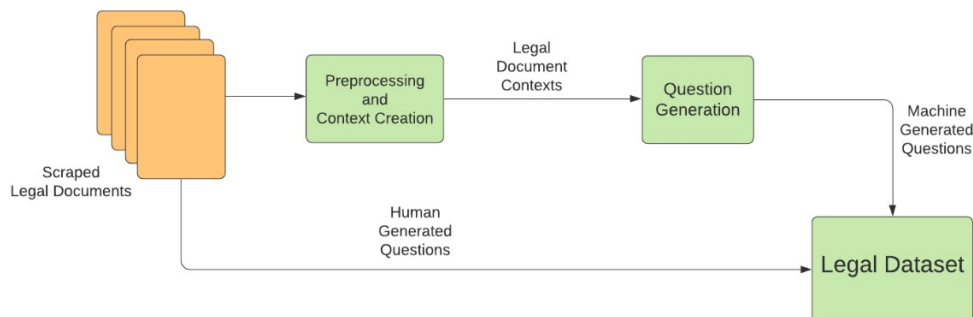 Scraped
Legal Documents
Preprocessing
and
Context Creation
Legal
Document
Contexts
Question
Generation
Machine
Generated
Questions
Human
Generated
Questions
Legal Dataset